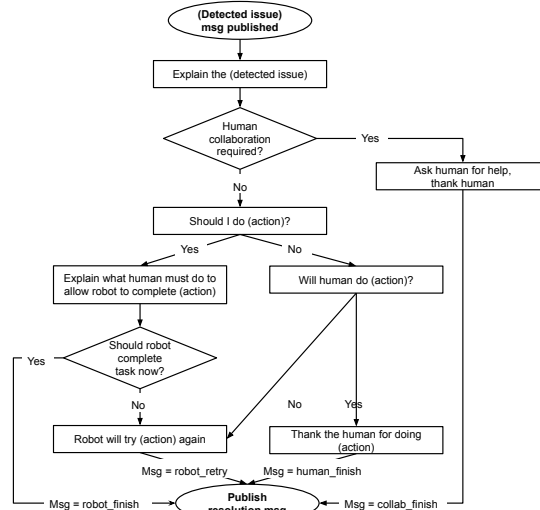 (Detected issue)
msg published
Explain the (detected issue)
Human
collaboration
required?
Yes
Ask human for help,
thank human
No
Should I do (action)?
Yes
No
Explain what human must do to
allow robot to complete (action)
Will human do (action)?
Should robot
complete
task now?
Yes
No
No
Yes
Robot will try (action) again
Thank the human for doing
(action)
Msg = robot_retry
Msg = human_finish
Publish
resolution msg
Msg = robot_finish
Msg = collab_finish